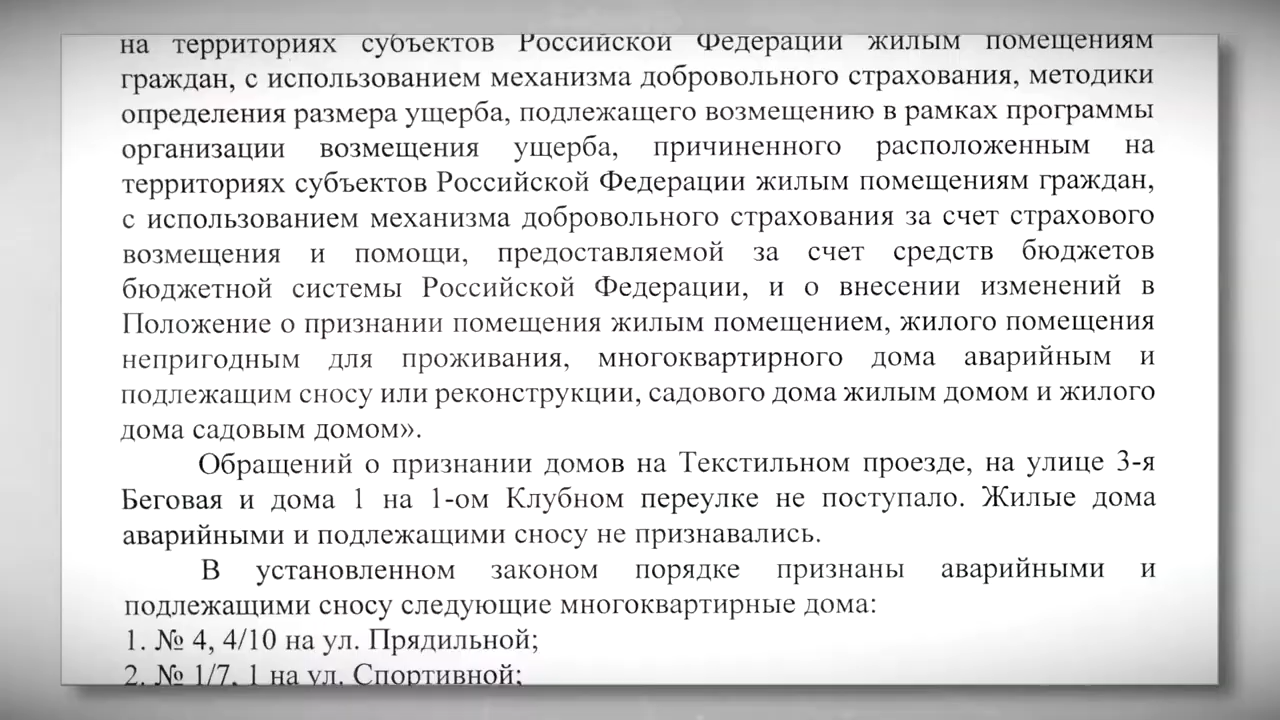 на территориях субъектов Российской Федерации жилым помещениям
граждан, с использованием механизма добровольного страхования, методики
определения размера ущерба, подлежащего возмещению в рамках программы
организации возмещения ущерба, причиненного расположенным на
территориях субъектов Российской Федерации жилым помещениям граждан,
с использованием механизма добровольного страхования за счет страхового
возмещения и помощи, предоставляемой за счет средств бюджетов
бюджетной системы Российской Федерации, и о внесении изменений в
Положение о признании помещения жилым помещением, жилого помещения
непригодным для проживания, многоквартирного дома аварийным и
подлежащим сносу или реконструкции, садового дома жилым домом и жилого
дома садовым домом».
Обращений о признании домов на Текстильном проезде, на улице 3-я
Беговая и дома 1 на 1-ом Клубном переулке не поступало. Жилые дома
аварийными и подлежащими сносу не признавались.
В установленном законом порядке признаны аварийными и
подлежащими сносу следующие многоквартирные дома:
1. № 4, 4/10 на ул. Прядильной;
2. № 1/7, 1 на ул. Спортивной;